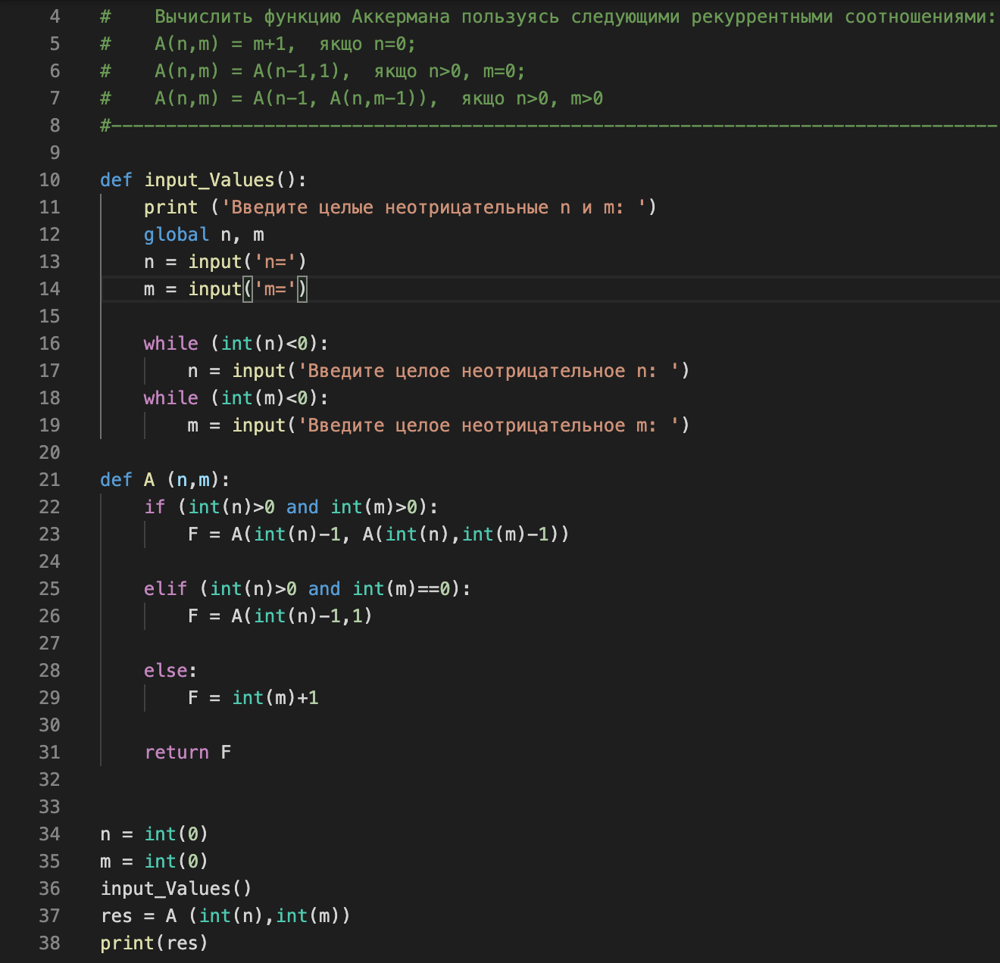 4 # Вычислить функцию Аккермана пользуясь следующими рекуррентными соотношениями:
5 # A(n,m) = m+1, якщо n=0;
6 # A(n,m) = A(n-1,1), якщо n>0, m=0;
7 # A(n,m) = A(n-1, A(n,m-1)), якщо n>0, m>0
8 #---------------------------------------------------------------------------------
9
10 def input_Values():
11     print ('Введите целые неотрицательные n и m: ')
12     global n, m
13     n = input('n=')
14     m = input('m=')
15
16     while (int(n)<0):
17         n = input('Введите целое неотрицательное n: ')
18     while (int(m)<0):
19         m = input('Введите целое неотрицательное m: ')
20
21 def A (n,m):
22     if (int(n)>0 and int(m)>0):
23         F = A(int(n)-1, A(int(n),int(m)-1))
24
25     elif (int(n)>0 and int(m)==0):
26         F = A(int(n)-1,1)
27
28     else:
29         F = int(m)+1
30
31     return F
32
33
34 n = int(0)
35 m = int(0)
36 input_Values()
37 res = A (int(n),int(m))
38 print(res)